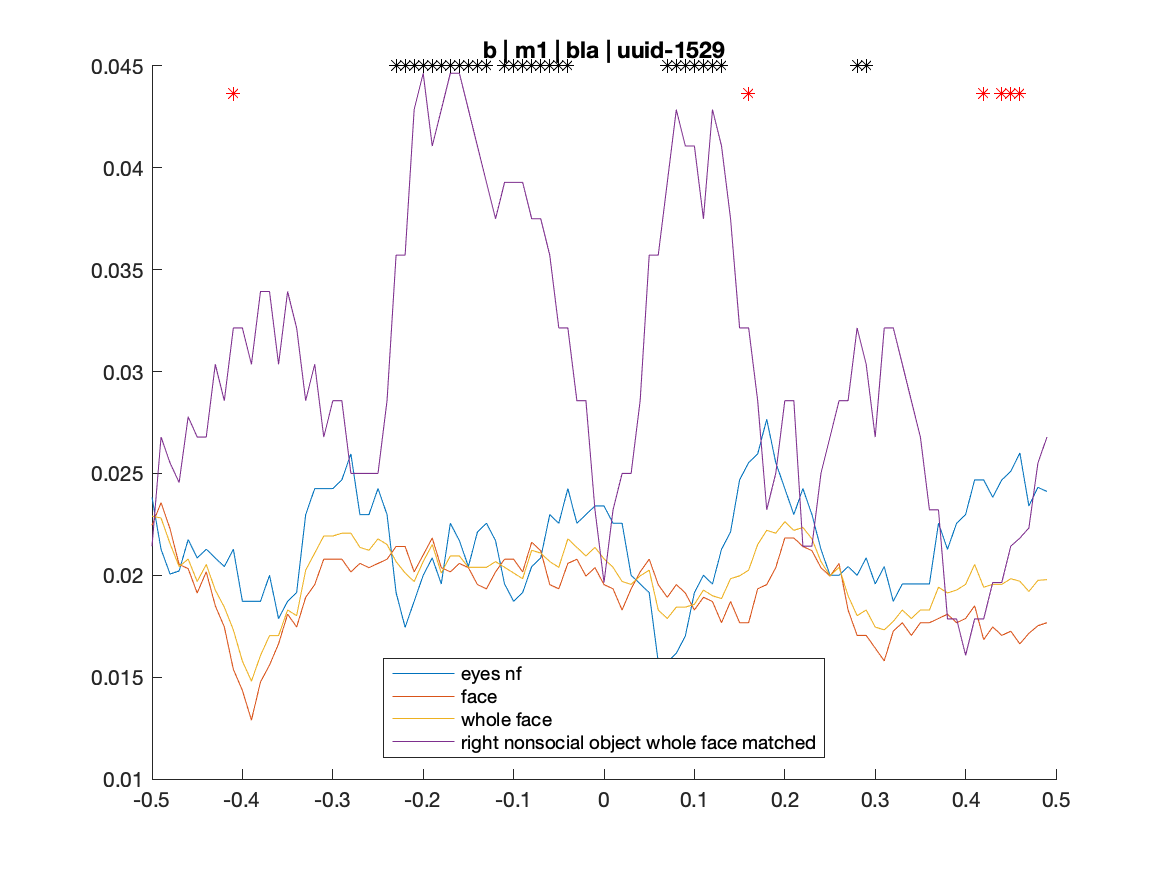 b | m1 | bla | uuid-1529
0.045
0.04
0.035
0.03
0.025
0.02
0.015
0.01
eyes nf
face
whole face
right nonsocial object whole face matched
-0.5 -0.4 -0.3 -0.2 -0.1 0 0.1 0.2 0.3 0.4 0.5